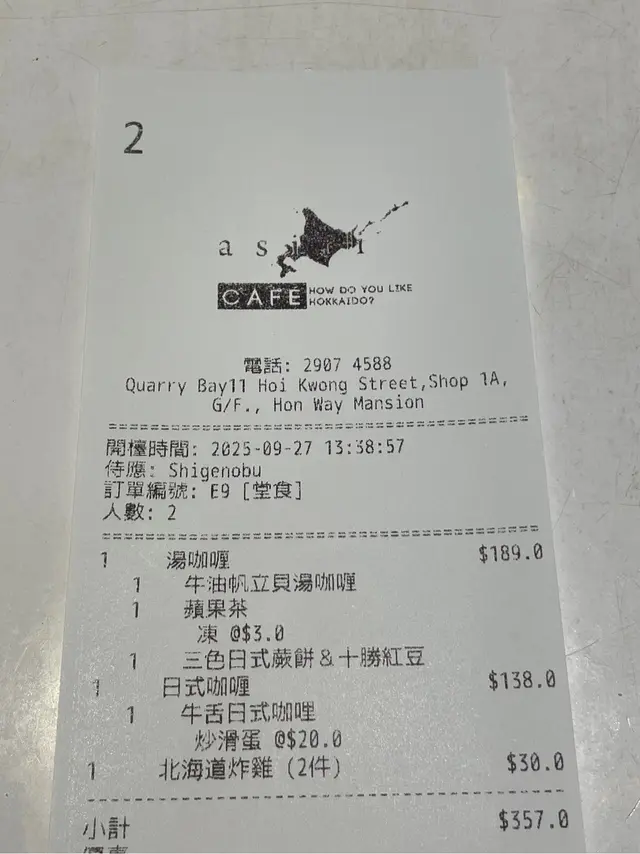 2
asiri
CAFE HOW DO YOU LIKE
HOKKAIDO?
電話: 2907 4588
Quarry Bay11 Hoi Kwong Street,Shop 1A,
G/F., Hon Way Mansion
開檯時間: 2025-09-27 13:38:57
侍應: Shigenobu
訂單編號: E9 [堂食]
人數: 2
1 湯咖喱 $189.0
1 牛油帆立貝湯咖喱
1 蘋果茶
凍 @$3.0
1 三色日式蕨餅&十勝紅豆
1 日式咖喱 $138.0
1 牛舌日式咖哩
炒滑蛋 @$20.0
1 北海道炸雞 (2件) $30.0
小計 $357.0